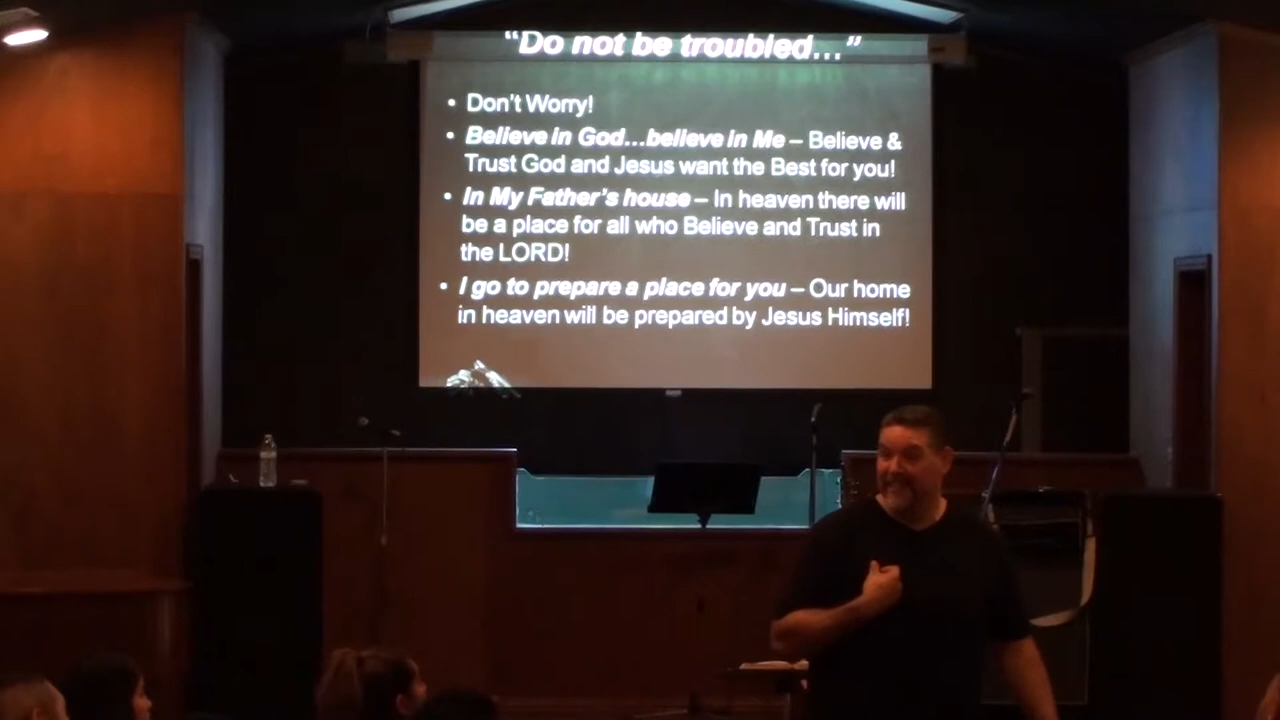 “Do not be troubled…”
• Don't Worry!
• Believe in God…believe in Me – Believe &
Trust God and Jesus want the Best for you!
• In My Father's house – In heaven there will
be a place for all who Believe and Trust in
the LORD!
• I go to prepare a place for you – Our home
in heaven will be prepared by Jesus Himself!